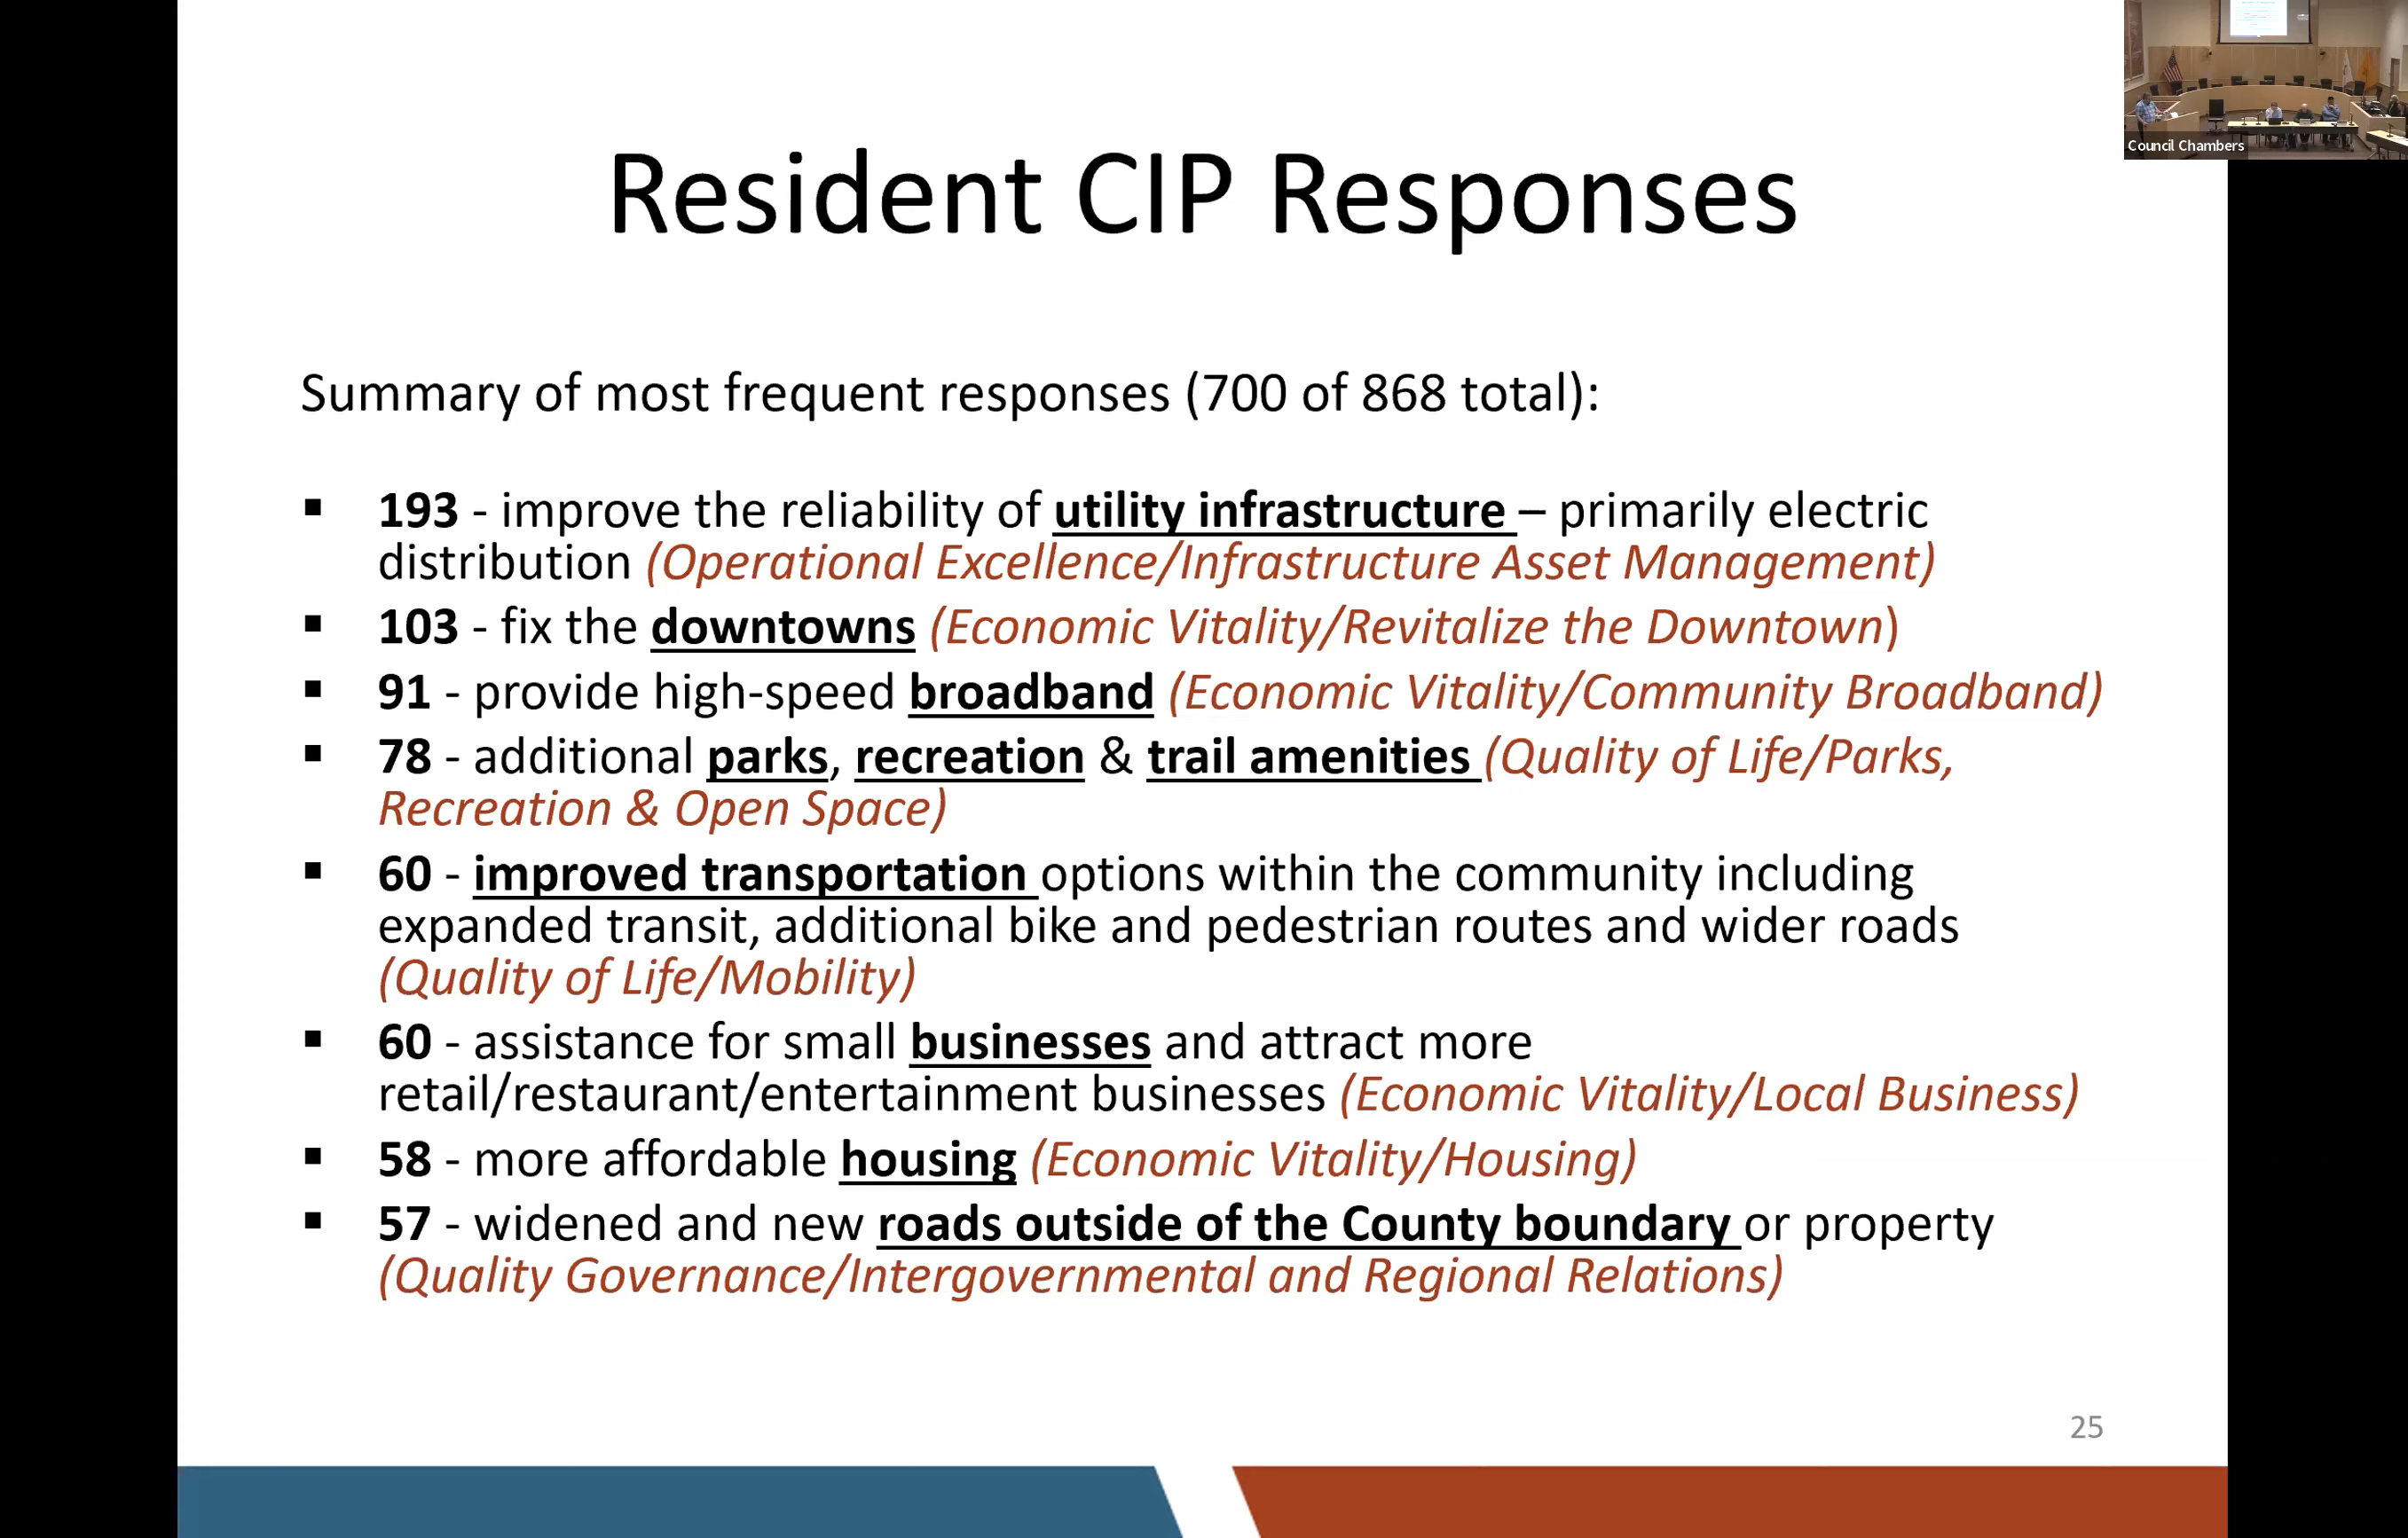 Council Chambers
Resident CIP Responses
Summary of most frequent responses (700 of 868 total):
▪ 193 - improve the reliability of utility infrastructure – primarily electric
distribution (Operational Excellence/Infrastructure Asset Management)
▪ 103 - fix the downtowns (Economic Vitality/Revitalize the Downtown)
▪ 91 - provide high-speed broadband (Economic Vitality/Community Broadband)
▪ 78 - additional parks, recreation & trail amenities (Quality of Life/Parks,
Recreation & Open Space)
▪ 60 - improved transportation options within the community including
expanded transit, additional bike and pedestrian routes and wider roads
(Quality of Life/Mobility)
▪ 60 - assistance for small businesses and attract more
retail/restaurant/entertainment businesses (Economic Vitality/Local Business)
▪ 58 - more affordable housing (Economic Vitality/Housing)
▪ 57 - widened and new roads outside of the County boundary or property
(Quality Governance/Intergovernmental and Regional Relations)
25